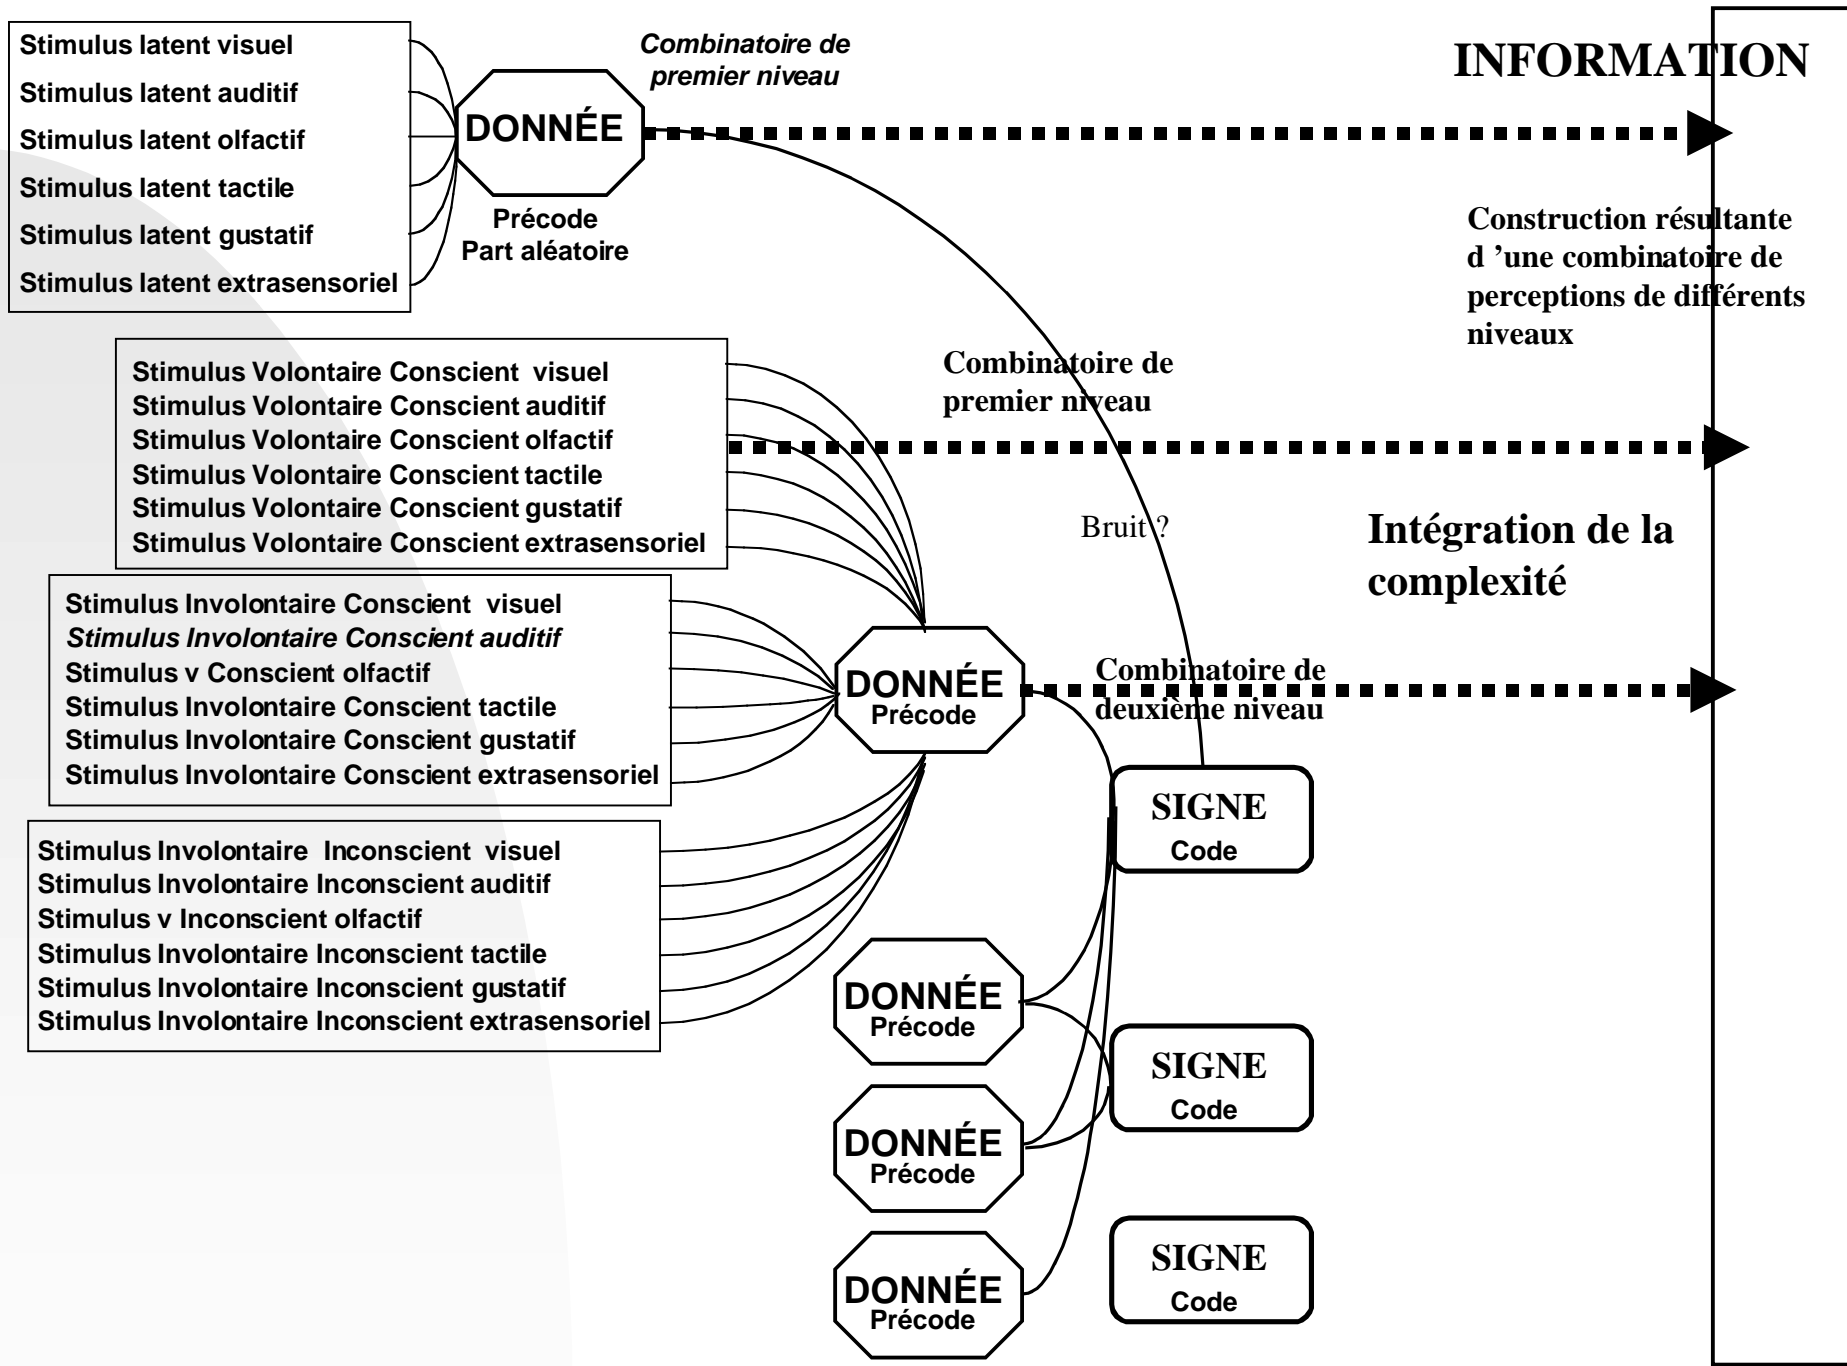 Stimulus latent visuel
Stimulus latent auditif
Stimulus latent olfactif
Stimulus latent tactile
Stimulus latent gustatif
Stimulus latent extrasensoriel
DONNÉE
Précode
Part aléatoire
Combinatoire de
premier niveau
INFORMATION
Construction résultante
d ’une combinatoire de
perceptions de différents
niveaux
Stimulus Volontaire Conscient visuel
Stimulus Volontaire Conscient auditif
Stimulus Volontaire Conscient olfactif
Stimulus Volontaire Conscient tactile
Stimulus Volontaire Conscient gustatif
Stimulus Volontaire Conscient extrasensoriel
Combinatoire de
premier niveau
Bruit ?
Intégration de la
complexité
Stimulus Involontaire Conscient visuel
Stimulus Involontaire Conscient auditif
Stimulus v Conscient olfactif
Stimulus Involontaire Conscient tactile
Stimulus Involontaire Conscient gustatif
Stimulus Involontaire Conscient extrasensoriel
DONNÉE
Précode
Combinatoire de
deuxième niveau
SIGNE
Code
Stimulus Involontaire Inconscient visuel
Stimulus Involontaire Inconscient auditif
Stimulus v Inconscient olfactif
Stimulus Involontaire Inconscient tactile
Stimulus Involontaire Inconscient gustatif
Stimulus Involontaire Inconscient extrasensoriel
DONNÉE
Précode
SIGNE
Code
DONNÉE
Précode
SIGNE
Code
DONNÉE
Précode